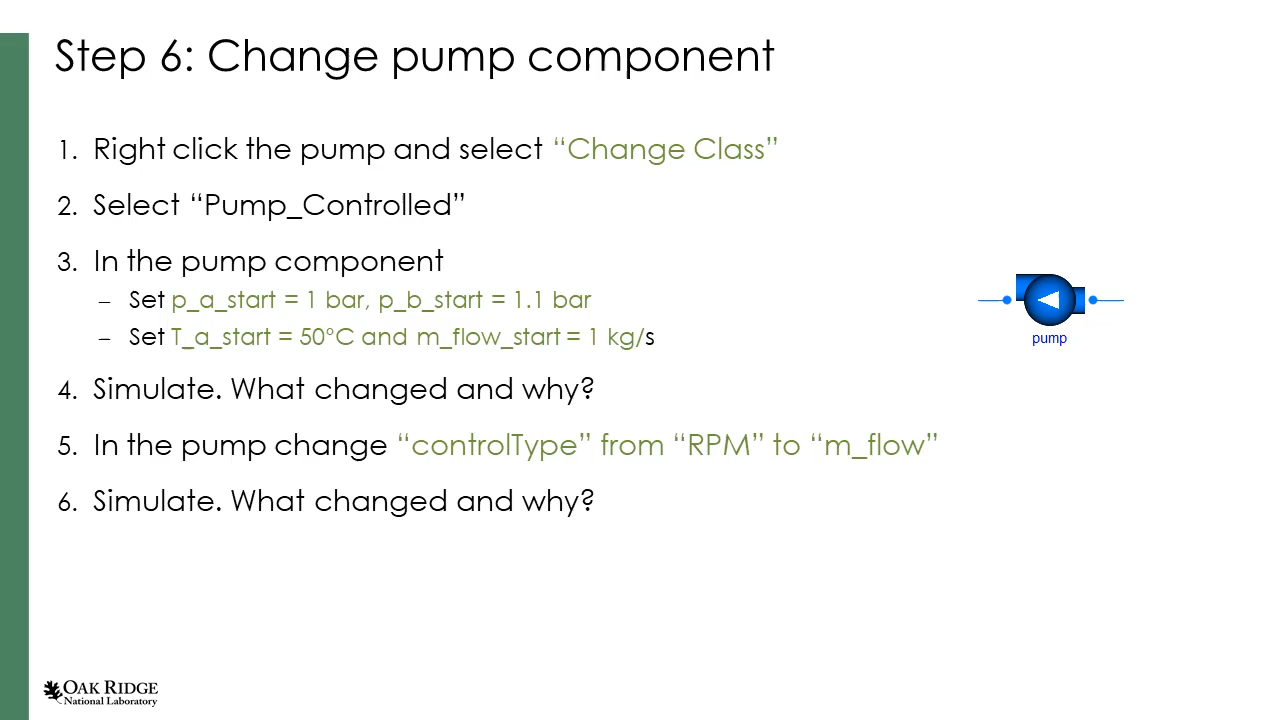 Step 6: Change pump component
1. Right click the pump and select “Change Class”
2. Select “Pump_Controlled”
3. In the pump component
– Set p_a_start = 1 bar, p_b_start = 1.1 bar
– Set T_a_start = 50°C and m_flow_start = 1 kg/s
pump
4. Simulate. What changed and why?
5. In the pump change “controlType” from “RPM” to “m_flow”
6. Simulate. What changed and why?
OAK RIDGE
National Laboratory